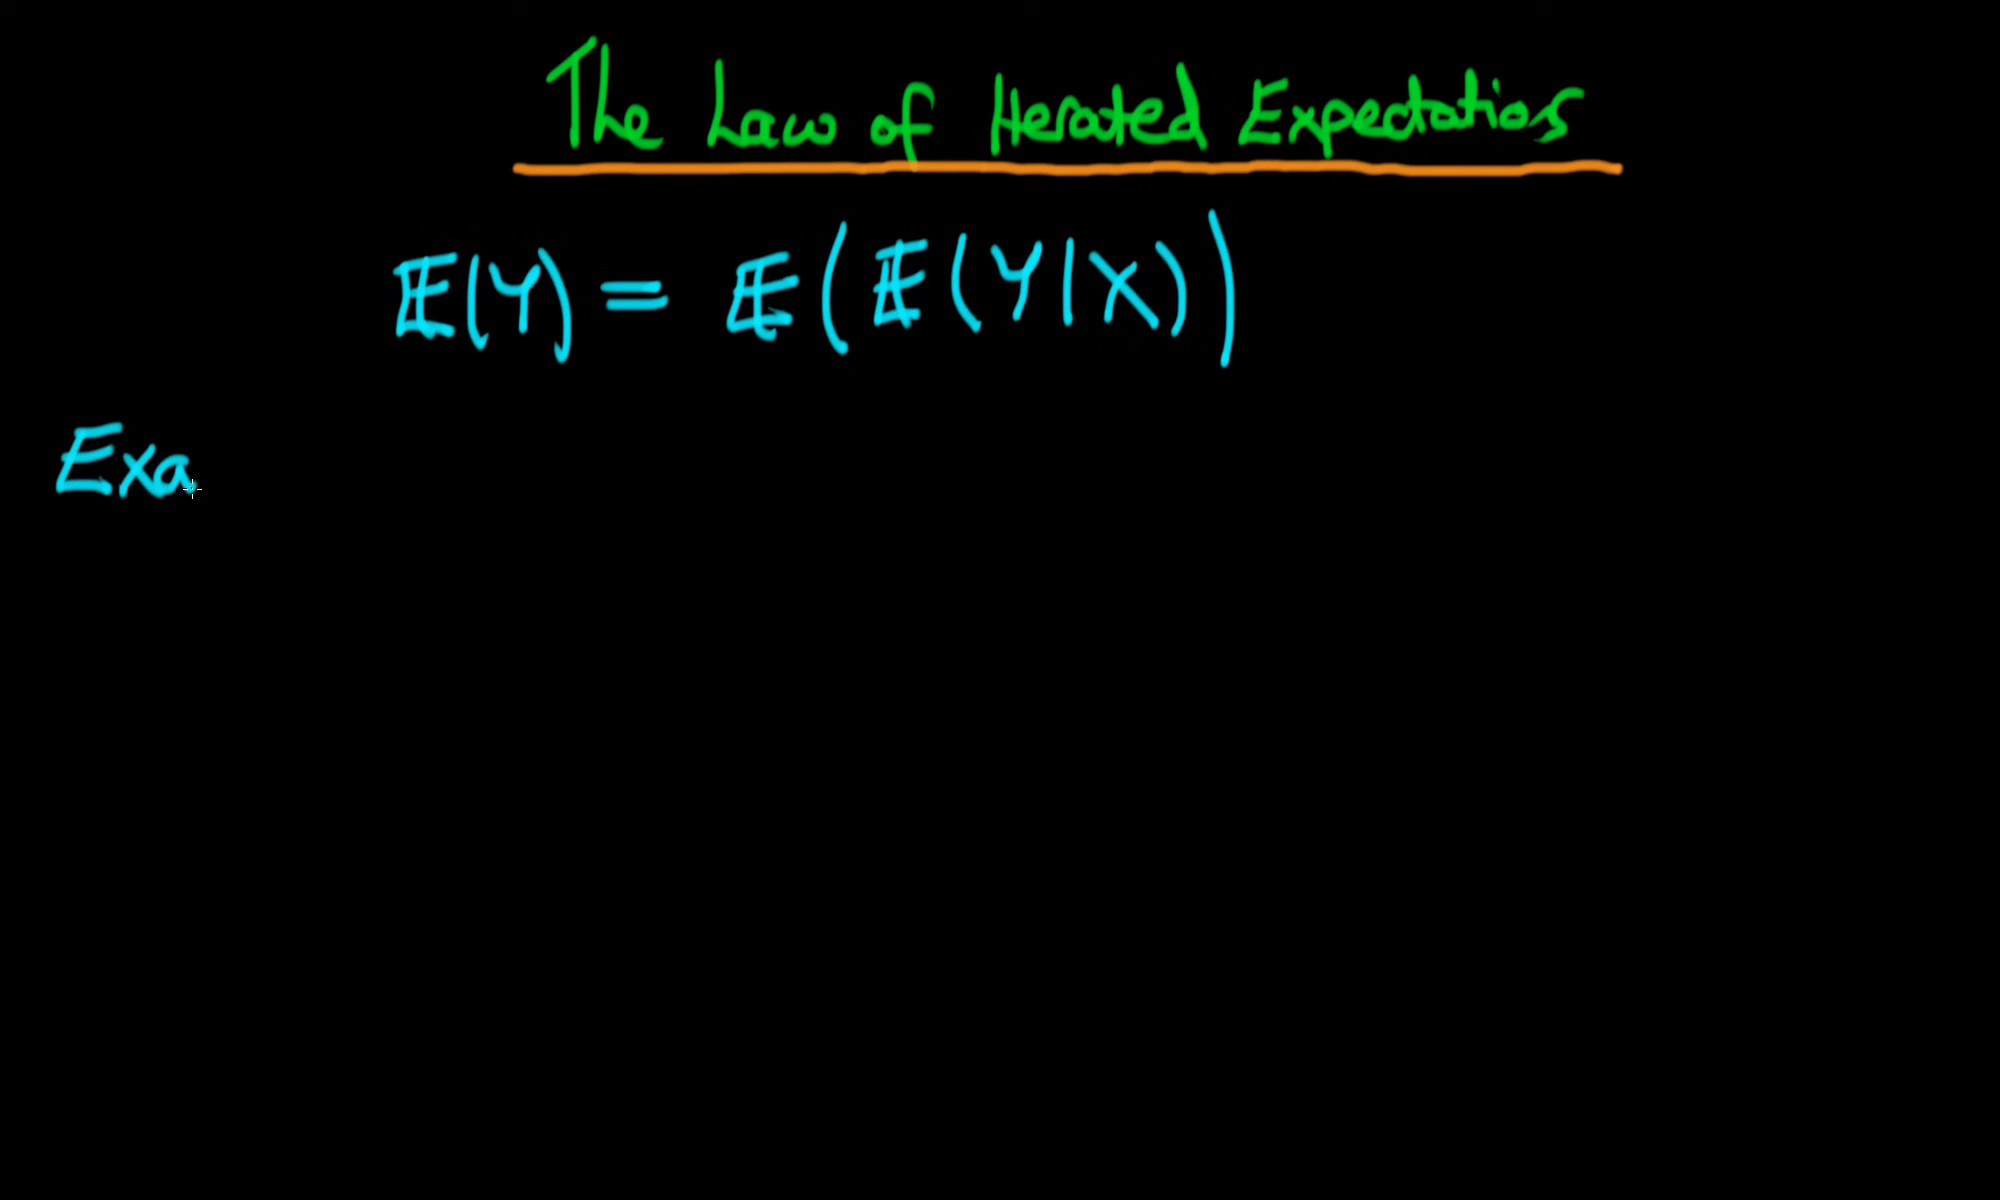 The Law of Iterated Expectations
𝔼(Y) = 𝔼(𝔼(Y|X))
Exa